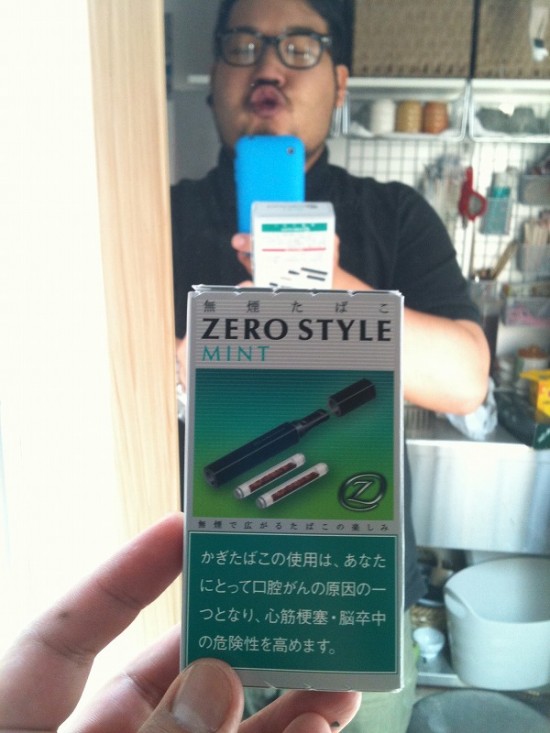 無煙たばこ
ZERO STYLE
MINT
Z
無煙で広がるたばこの楽しみ
かぎたばこの使用は、あなた
にとって口腔がんの原因の一
つとなり、心筋梗塞・脳卒中
の危険性を高めます。